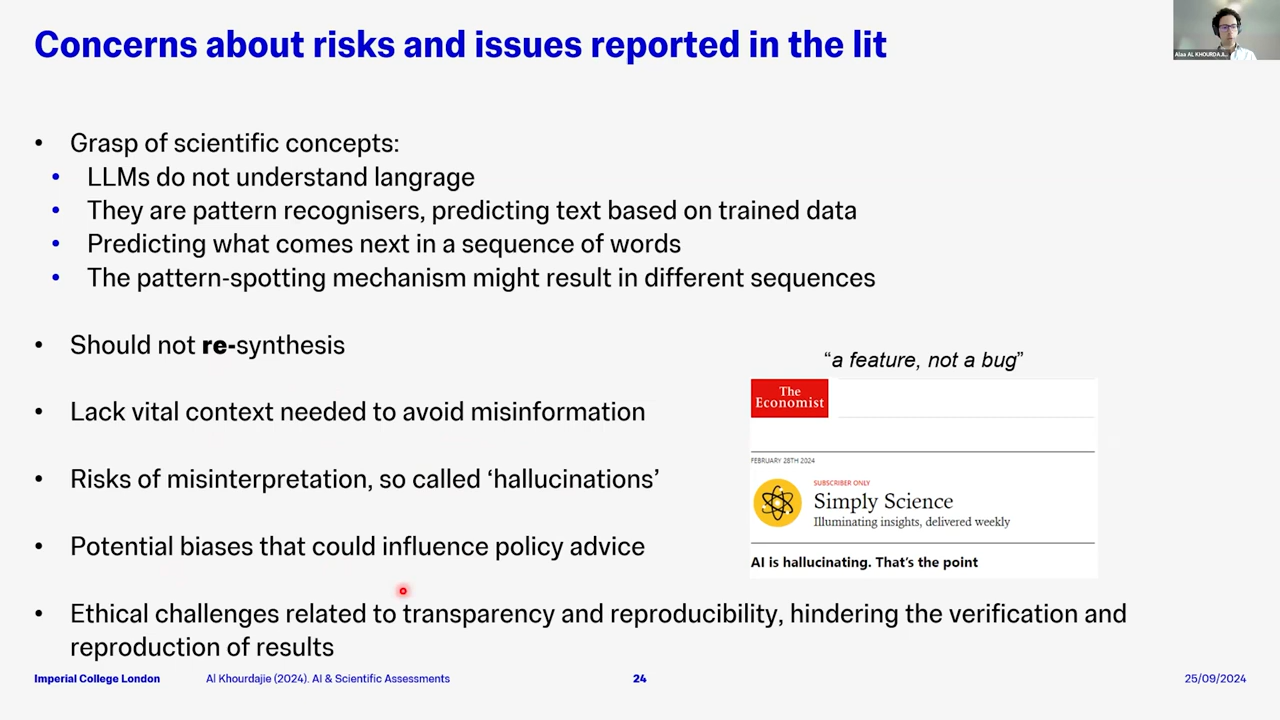 Concerns about risks and issues reported in the lit
Alaa AL KHOURDAJI...
• Grasp of scientific concepts:
• LLMs do not understand langrage
• They are pattern recognisers, predicting text based on trained data
• Predicting what comes next in a sequence of words
• The pattern-spotting mechanism might result in different sequences
• Should not re-synthesis
• Lack vital context needed to avoid misinformation
• Risks of misinterpretation, so called ‘hallucinations’
• Potential biases that could influence policy advice
• Ethical challenges related to transparency and reproducibility, hindering the verification and
reproduction of results
“a feature, not a bug”
The
Economist
FEBRUARY 28TH 2024
SUBSCRIBER ONLY
Simply Science
Illuminating insights, delivered weekly
AI is hallucinating. That’s the point
Imperial College London
Al Khourdajie (2024). AI & Scientific Assessments
24
25/09/2024